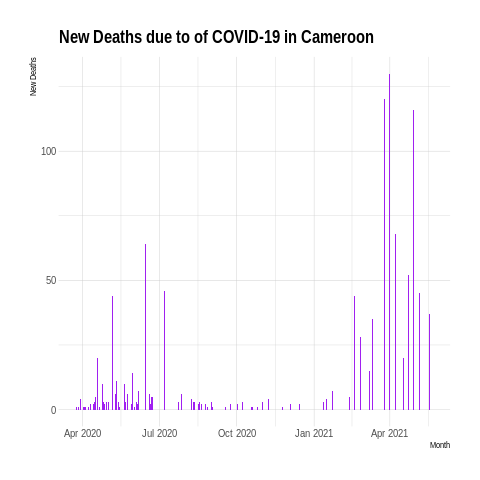 New Deaths due to of COVID-19 in Cameroon
New Deaths
100
50
0
Apr 2020 Jul 2020 Oct 2020 Jan 2021 Apr 2021
Month